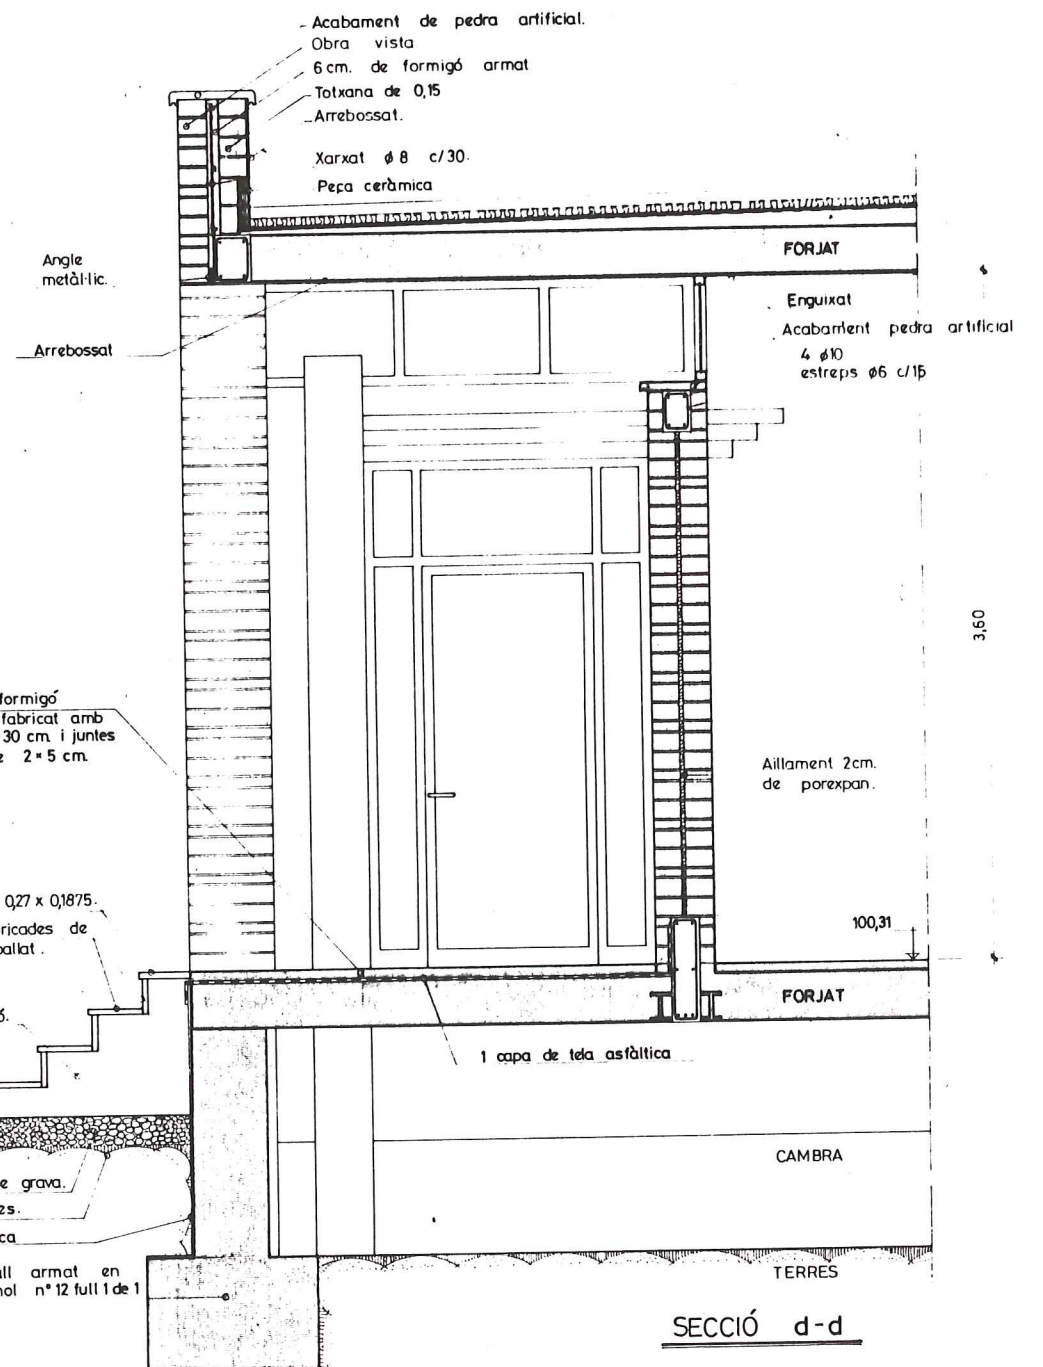 Acabament de pedra artificial.
Obra vista
6 cm. de formigó armat
Totxana de 0,15
Arrebossat.
Xarxat ø 8 c/30.
Peça ceràmica
Angle
metàl·lic.
FORJAT
Enguixat
Acabament pedra artificial
4 ø10
estreps ø6 c/15
Arrebossat
3,60
formigó
fabricat amb
30 cm. i juntes
2 × 5 cm.
Aillament 2cm.
de porexpan.
0,27 x 0,1875.
ricades de
ballat.
100,31
FORJAT
1 capa de tela asfàltica
CAMBRA
e grava.
es.
ca
armat en
nº 12 full 1 de 1
TERRES
SECCIÓ d-d